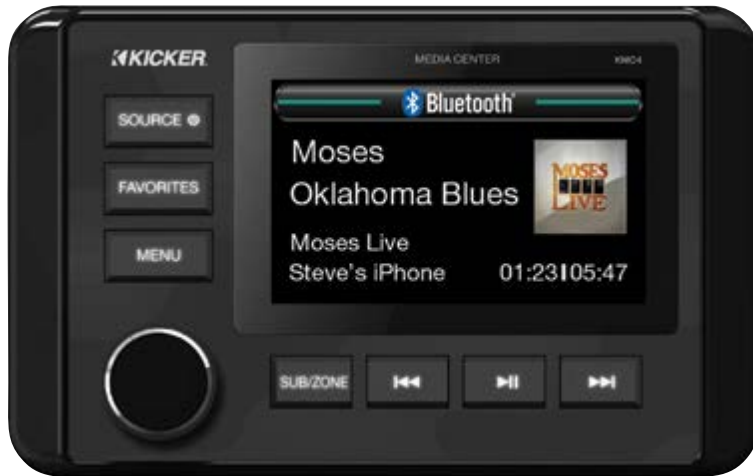 KICKER
MEDIA CENTER
KMC4
SOURCE
FAVORITES
MENU
Bluetooth
Moses
Oklahoma Blues
MOSES
LIVE
Moses Live
Steve's iPhone 01:23|05:47
SUB/ZONE